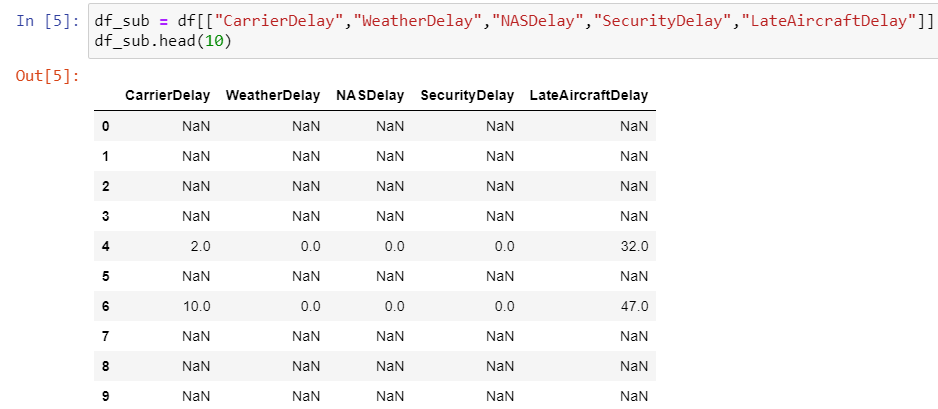 In [5]: df_sub = df[["CarrierDelay","WeatherDelay","NASDelay","SecurityDelay","LateAircraftDelay"]]
df_sub.head(10)
Out[5]:
CarrierDelay WeatherDelay NASDelay SecurityDelay LateAircraftDelay
0 NaN NaN NaN NaN NaN
1 NaN NaN NaN NaN NaN
2 NaN NaN NaN NaN NaN
3 NaN NaN NaN NaN NaN
4 2.0 0.0 0.0 0.0 32.0
5 NaN NaN NaN NaN NaN
6 10.0 0.0 0.0 0.0 47.0
7 NaN NaN NaN NaN NaN
8 NaN NaN NaN NaN NaN
9 NaN NaN NaN NaN NaN